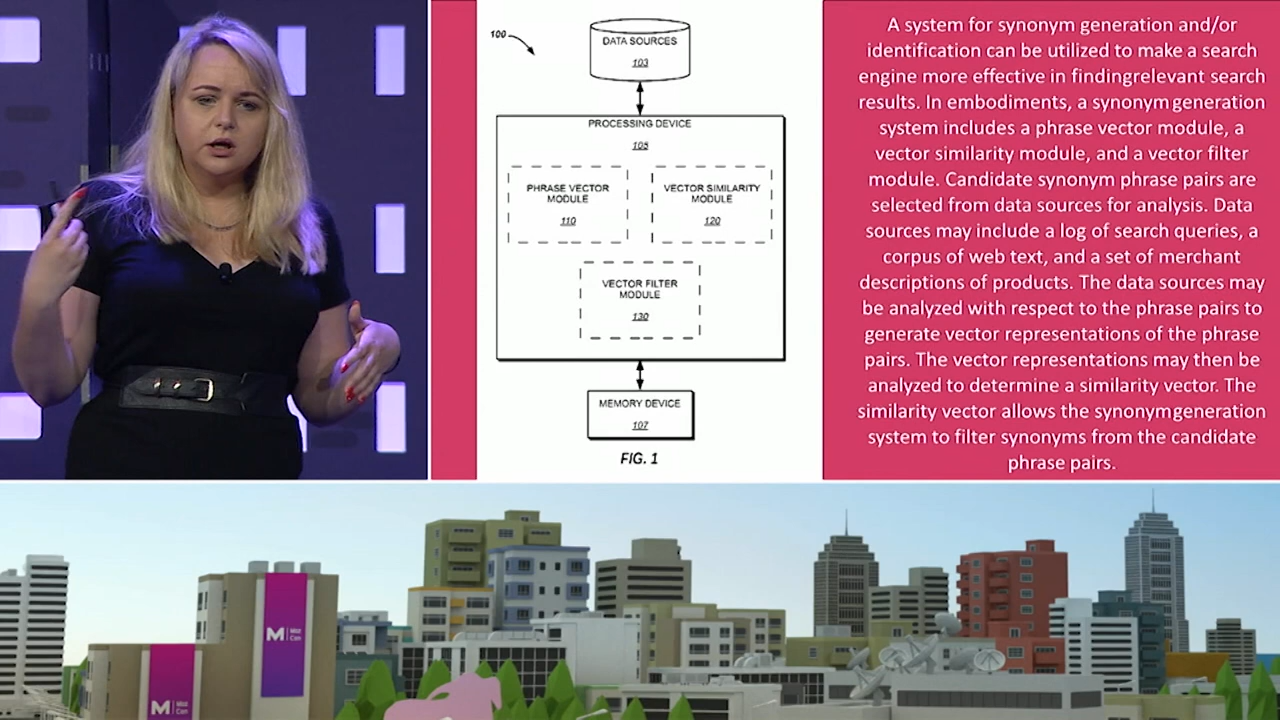 100
DATA SOURCES
103
PROCESSING DEVICE
105
PHRASE VECTOR
MODULE
110
VECTOR SIMILARITY
MODULE
120
VECTOR FILTER
MODULE
130
MEMORY DEVICE
107
FIG. 1
A system for synonym generation and/or
identification can be utilized to make a search
engine more effective in findingrelevant search
results. In embodiments, a synonym generation
system includes a phrase vector module, a
vector similarity module, and a vector filter
module. Candidate synonym phrase pairs are
selected from data sources for analysis. Data
sources may include a log of search queries, a
corpus of web text, and a set of merchant
descriptions of products. The data sources may
be analyzed with respect to the phrase pairs to
generate vector representations of the phrase
pairs. The vector representations may then be
analyzed to determine a similarity vector. The
similarity vector allows the synonym generation
system to filter synonyms from the candidate
phrase pairs.
M Moz
Con
M Moz
Con